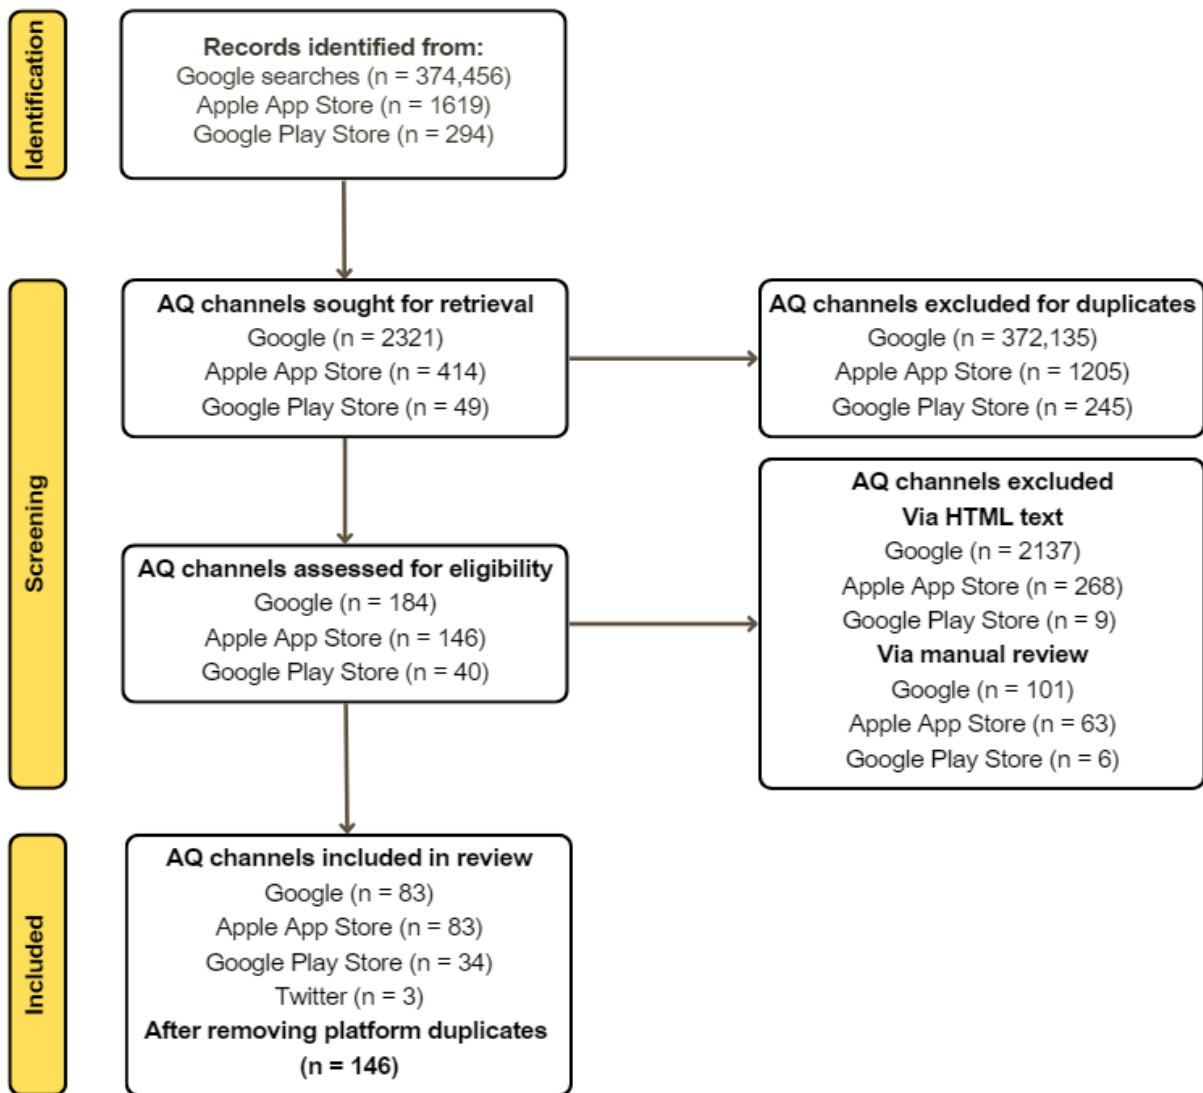 Identification
Records identified from:
Google searches (n = 374,456)
Apple App Store (n = 1619)
Google Play Store (n = 294)
Screening
AQ channels sought for retrieval
Google (n = 2321)
Apple App Store (n = 414)
Google Play Store (n = 49)
AQ channels excluded for duplicates
Google (n = 372,135)
Apple App Store (n = 1205)
Google Play Store (n = 245)
AQ channels assessed for eligibility
Google (n = 184)
Apple App Store (n = 146)
Google Play Store (n = 40)
AQ channels excluded
Via HTML text
Google (n = 2137)
Apple App Store (n = 268)
Google Play Store (n = 9)
Via manual review
Google (n = 101)
Apple App Store (n = 63)
Google Play Store (n = 6)
Included
AQ channels included in review
Google (n = 83)
Apple App Store (n = 83)
Google Play Store (n = 34)
Twitter (n = 3)
After removing platform duplicates
(n = 146)